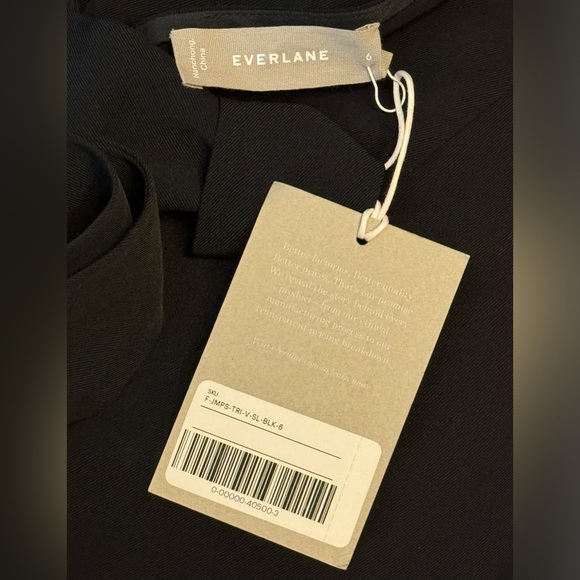 Nanchong,
China
EVERLANE
6
Better factories. Better quality.
Better prices. That's our promise.
We share the story behind every
product — from the ethical
manufacturing process to our
transparent pricing breakdown.
SKU
F-JMPS-TRI-V-SL-BLK-6
0-00000-40500-3